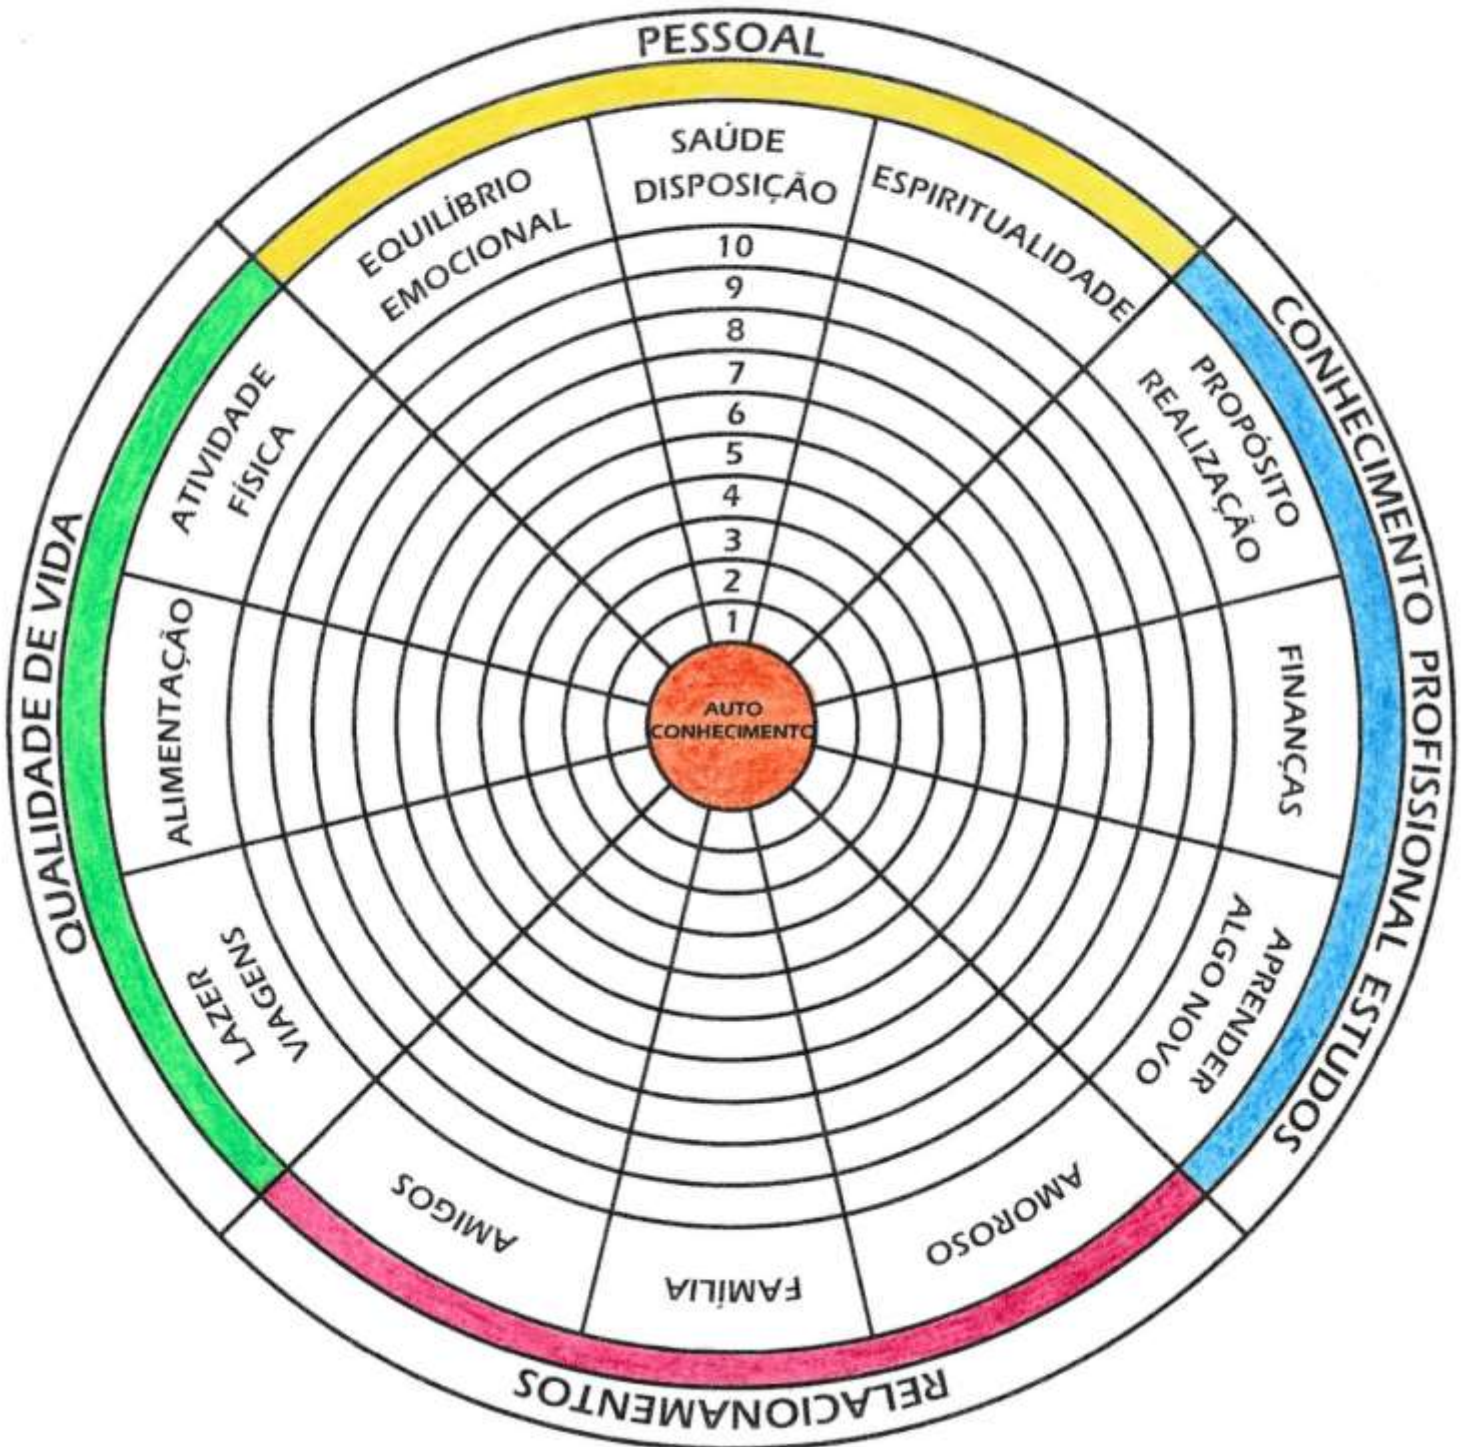 PESSOAL
SAÚDE
DISPOSIÇÃO
ESPIRITUALIDADE
PROPÓSITO
REALIZAÇÃO
CONHECIMENTO PROFISSIONAL ESTUDOS
FINANÇAS
APRENDER
ALGO NOVO
AMOROSO
FAMÍLIA
RELACIONAMENTOS
AMIGOS
LAZER
VIAGENS
ALIMENTAÇÃO
QUALIDADE DE VIDA
ATIVIDADE
FÍSICA
EQUILÍBRIO
EMOCIONAL
10
9
8
7
6
5
4
3
2
1
AUTO
CONHECIMENTO